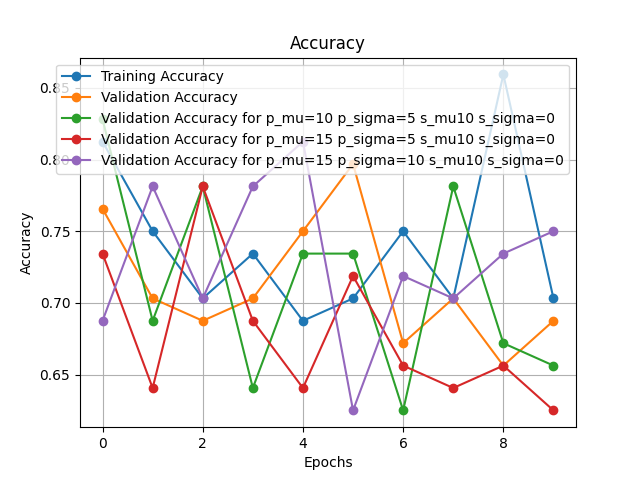 Accuracy
Training Accuracy
0.85
Validation Accuracy
Validation Accuracy for p_mu=10 p_sigma=5 s_mu10 s_sigma=0
Validation Accuracy for p_mu=15 p_sigma=5 s_mu10 s_sigma=0
0.80
Validation Accuracy for p_mu=15 p_sigma=10 s_mu10 s_sigma=0
0.75
Accuracy
0.70
0.65
0 2 4 6 8
Epochs